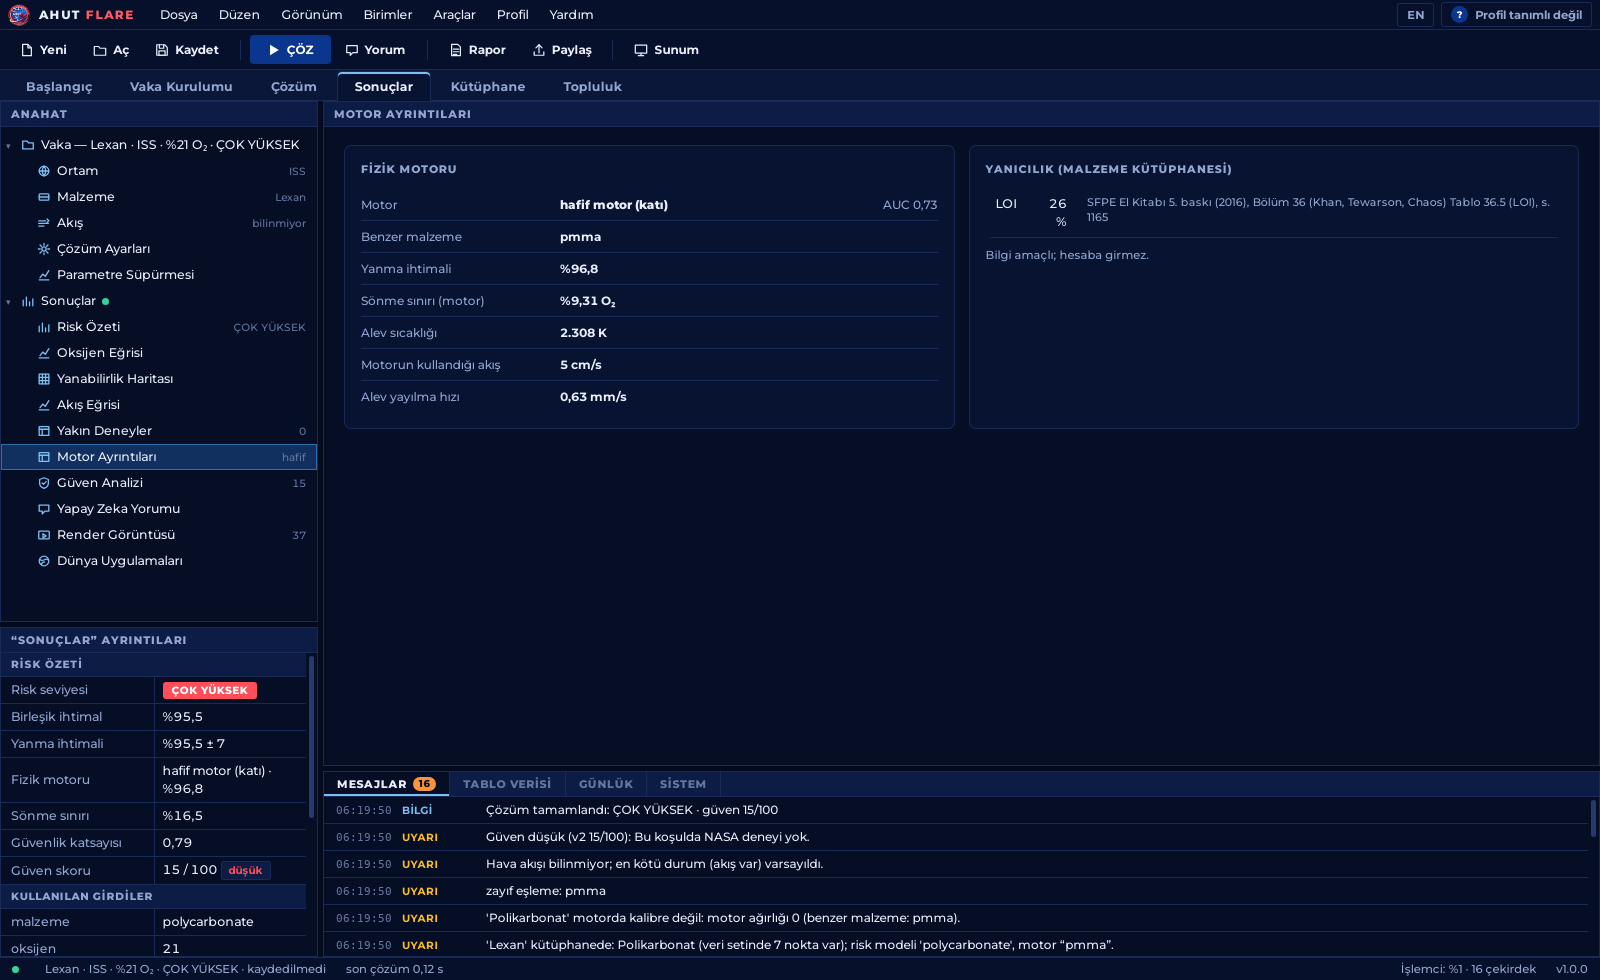 AHUT FLARE Dosya Düzen Görünüm Birimler Araçlar Profil Yardım EN ? Profil tanımlı değil
Yeni Aç Kaydet ÇÖZ Yorum Rapor Paylaş Sunum
Başlangıç Vaka Kurulumu Çözüm Sonuçlar Kütüphane Topluluk
ANAHAT
Vaka — Lexan · ISS · %21 O₂ · ÇOK YÜKSEK
Ortam ISS
Malzeme Lexan
Akış bilinmiyor
Çözüm Ayarları
Parametre Süpürmesi
Sonuçlar
Risk Özeti ÇOK YÜKSEK
Oksijen Eğrisi
Yanabilirlik Haritası
Akış Eğrisi
Yakın Deneyler 0
Motor Ayrıntıları hafif
Güven Analizi 15
Yapay Zeka Yorumu
Render Görüntüsü 37
Dünya Uygulamaları
“SONUÇLAR” AYRINTILARI
RİSK ÖZETİ
Risk seviyesi ÇOK YÜKSEK
Birleşik ihtimal %95,5
Yanma ihtimali %95,5 ± 7
Fizik motoru hafif motor (katı) ·
%96,8
Sönme sınırı %16,5
Güvenlik katsayısı 0,79
Güven skoru 15 / 100 düşük
KULLANILAN GİRDİLER
malzeme polycarbonate
oksijen 21
MOTOR AYRINTILARI
FİZİK MOTORU
Motor hafif motor (katı) AUC 0,73
Benzer malzeme pmma
Yanma ihtimali %96,8
Sönme sınırı (motor) %9,31 O₂
Alev sıcaklığı 2.308 K
Motorun kullandığı akış 5 cm/s
Alev yayılma hızı 0,63 mm/s
YANICILIK (MALZEME KÜTÜPHANESİ)
LOI 26 % SFPE El Kitabı 5. baskı (2016), Bölüm 36 (Khan, Tewarson, Chaos) Tablo 36.5 (LOI), s.
1165
Bilgi amaçlı; hesaba girmez.
MESAJLAR 16 TABLO VERİSİ GÜNLÜK SİSTEM
06:19:50 BİLGİ Çözüm tamamlandı: ÇOK YÜKSEK · güven 15/100
06:19:50 UYARI Güven düşük (v2 15/100): Bu koşulda NASA deneyi yok.
06:19:50 UYARI Hava akışı bilinmiyor; en kötü durum (akış var) varsayıldı.
06:19:50 UYARI zayıf eşleme: pmma
06:19:50 UYARI 'Polikarbonat' motorda kalibre değil: motor ağırlığı 0 (benzer malzeme: pmma).
06:19:50 UYARI 'Lexan' kütüphanede: Polikarbonat (veri setinde 7 nokta var); risk modeli 'polycarbonate', motor “pmma”.
Lexan · ISS · %21 O₂ · ÇOK YÜKSEK · kaydedilmedi son çözüm 0,12 s İşlemci: %1 · 16 çekirdek v1.0.0